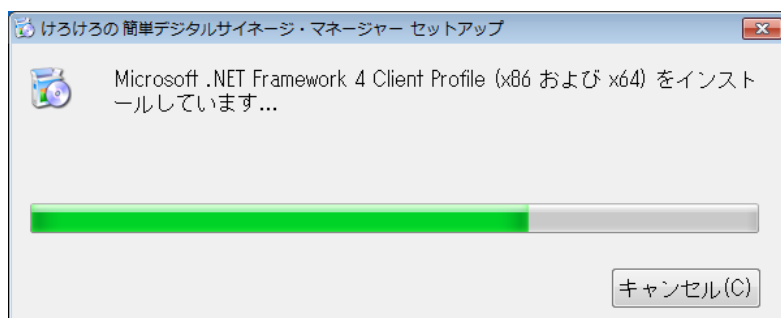 けろけろの簡単デジタルサイネージ・マネージャー セットアップ
Microsoft .NET Framework 4 Client Profile (x86 および x64) をインスト
ールしています...
キャンセル(C)